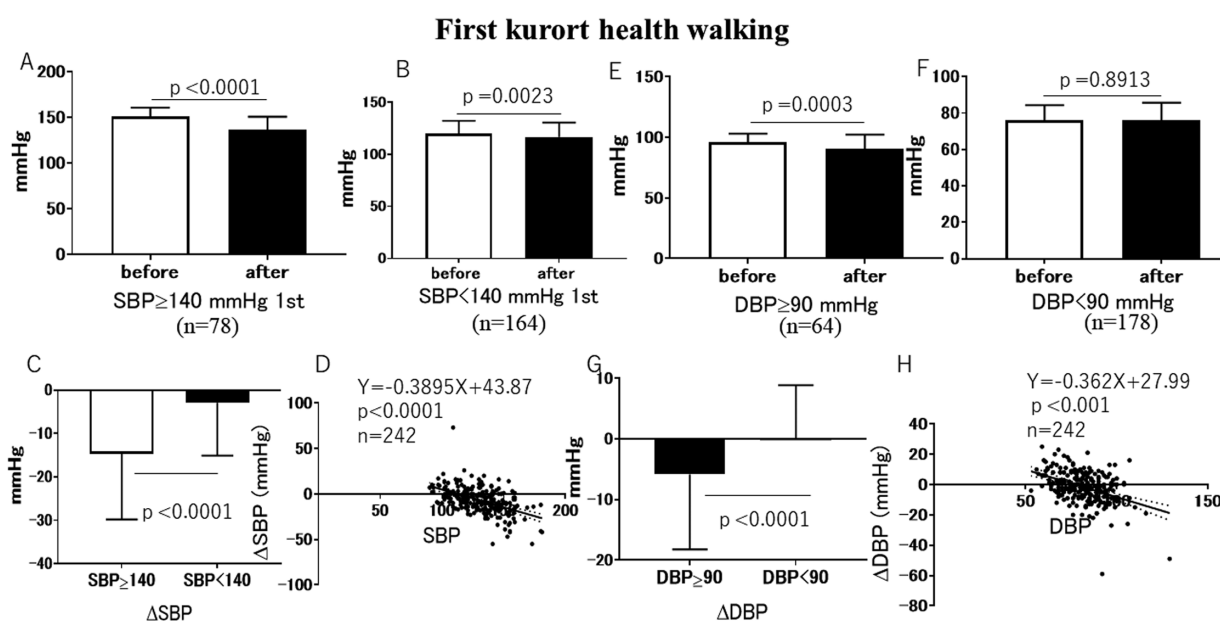 First kurort health walking
A
200
150
100
50
0
mmHg
p <0.0001
before after
SBP≥140 mmHg 1st
(n=78)
B
150
100
50
0
mmHg
p =0.0023
before after
SBP<140 mmHg 1st
(n=164)
E
150
100
50
0
mmHg
p =0.0003
before after
DBP≥90 mmHg
(n=64)
F
100
80
60
40
20
0
mmHg
p =0.8913
before after
DBP<90 mmHg
(n=178)
C
0
-10
-20
-30
-40
mmHg
p <0.0001
SBP≥140 SBP<140
ΔSBP
D
Y=-0.3895X+43.87
p<0.0001
n=242
100
50
0
-50
-100
ΔSBP (mmHg)
50 100 150 200
SBP
G
10
0
-10
-20
mmHg
p <0.0001
DBP≥90 DBP<90
ΔDBP
H
Y=-0.362X+27.99
p <0.001
n=242
40
20
0
-20
-40
-60
-80
ΔDBP (mmHg)
50 100 150
DBP